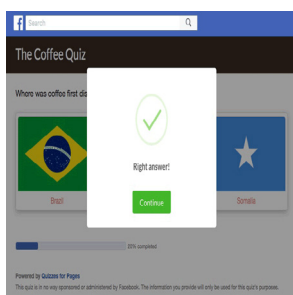 f Search
The Coffee Quiz
Where was coffee first dis
Right answer!
Continue
Brazil
Somalia
completed
Powered by Quizzes for Pages
This quiz is in no way sponsored or administered by Facebook. The information you provide will only be used for this quiz's purposes.